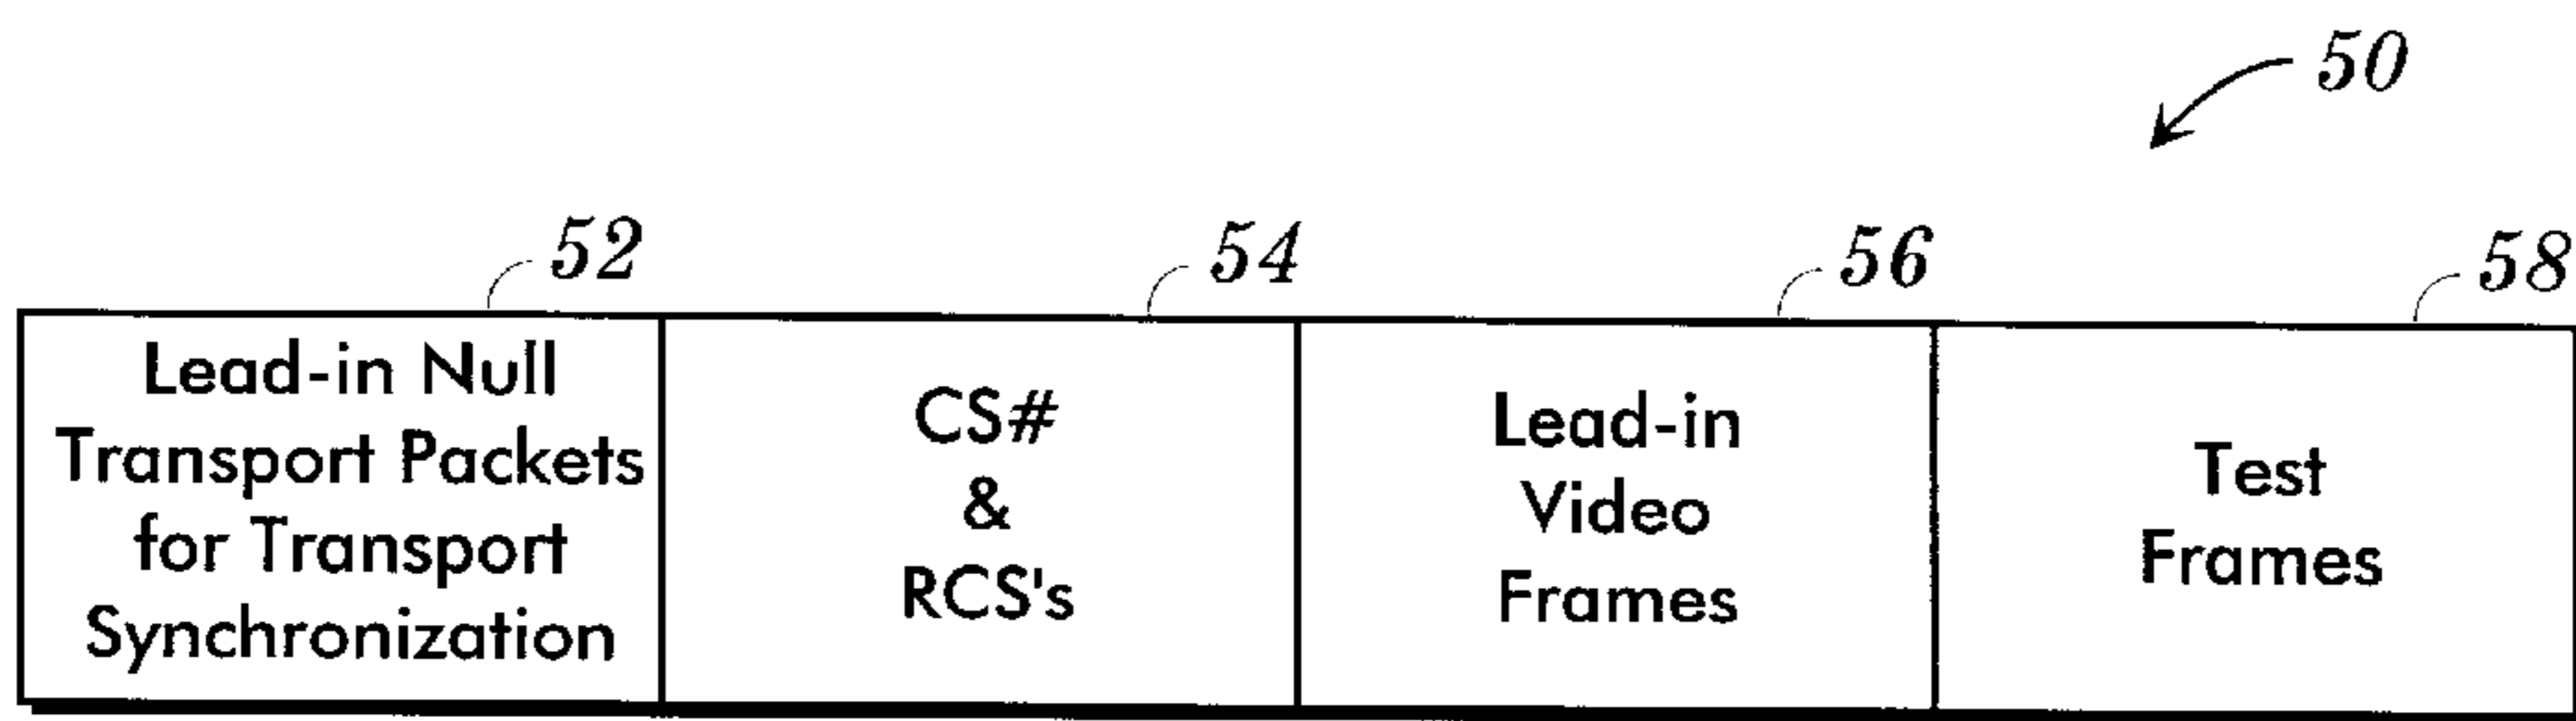 50
52
54
56
58
Lead-in Null
Transport Packets
for Transport
Synchronization
CS#
&
RCS's
Lead-in
Video
Frames
Test
Frames